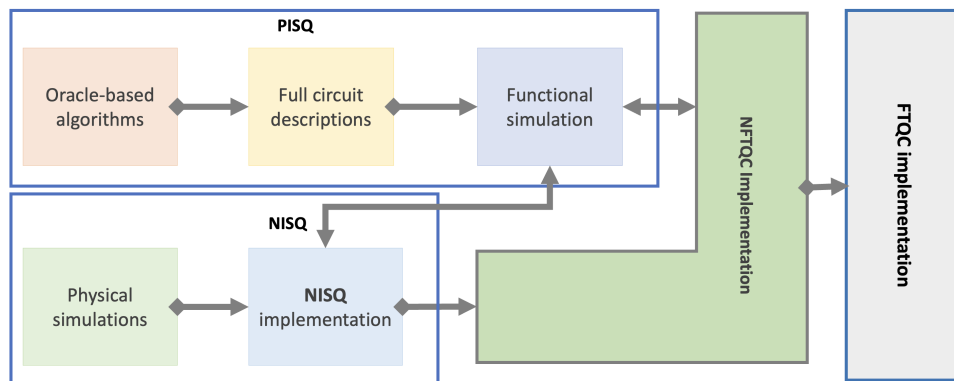 PISQ
Oracle-based
algorithms
Full circuit
descriptions
Functional
simulation
NISQ
Physical
simulations
NISQ
implementation
NFTQC Implementation
FTQC implementation